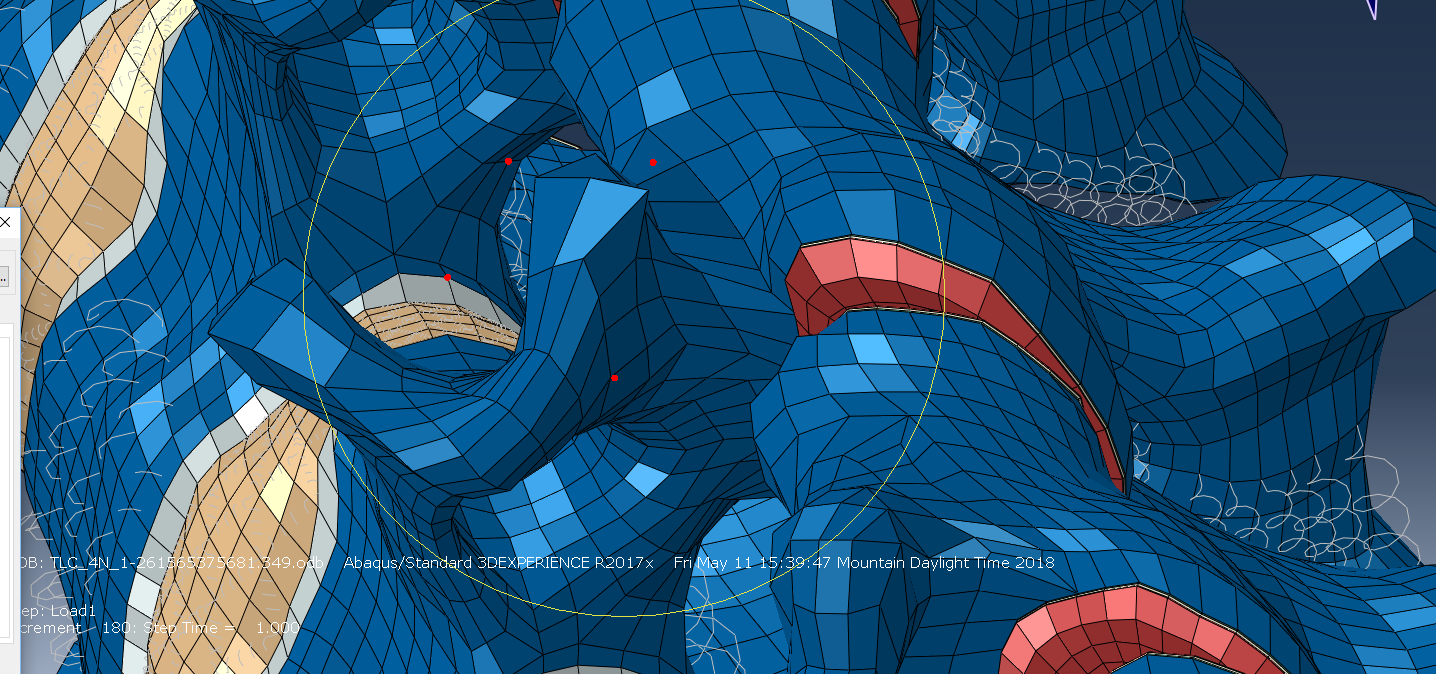 DB: TLC_4N_1-261565375681.349.odb    Abaqus/Standard 3DEXPERIENCE R2017x    Fri May 11 15:39:47 Mountain Daylight Time 2018
ep: Load1
crement    180: Step Time =    1.000